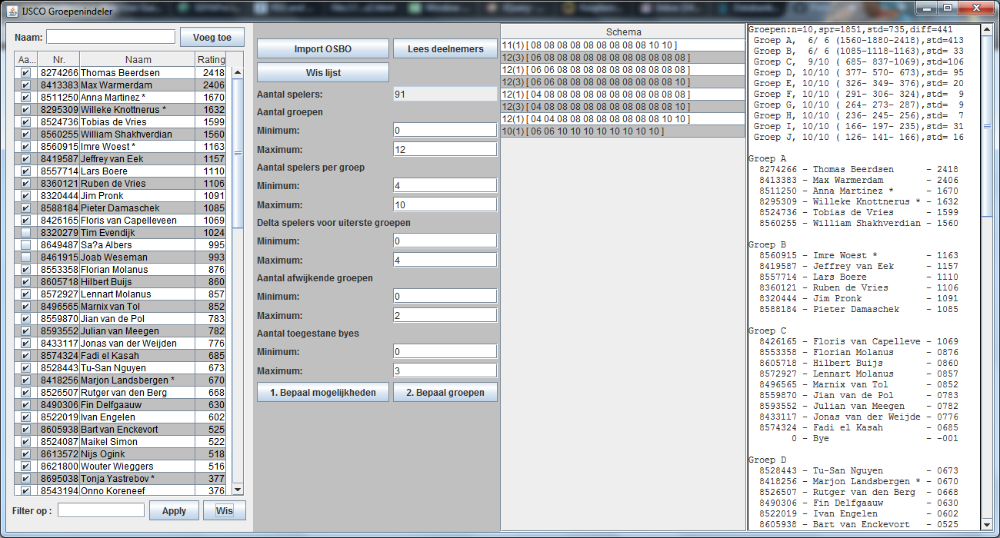 IJSCO Groepenindeler
Naam: Voeg toe
Aa... Nr. Naam Rating
8274266 Thomas Beerdsen 2418
8413383 Max Warmerdam 2406
8511250 Anna Martinez * 1670
8295309 Willeke Knottnerus * 1632
8524736 Tobias de Vries 1599
8560255 William Shakhverdian 1560
8560915 Imre Woest * 1163
8419587 Jeffrey van Eek 1157
8557714 Lars Boere 1110
8360121 Ruben de Vries 1106
8320444 Jim Pronk 1091
8588184 Pieter Damaschek 1085
8426165 Floris van Capelleveen 1069
8320279 Tim Evendijk 1024
8649487 Sa?a Albers 995
8461915 Joab Weseman 993
8553358 Florian Molanus 876
8605718 Hilbert Buijs 860
8572927 Lennart Molanus 857
8496565 Marnix van Tol 852
8559870 Jian van de Pol 783
8593552 Julian van Meegen 782
8433117 Jonas van der Weijden 776
8574324 Fadi el Kasah 685
8528443 Tu-San Nguyen 673
8418256 Marjon Landsbergen * 670
8526507 Rutger van den Berg 668
8490306 Fin Delfgaauw 630
8522019 Ivan Engelen 602
8605938 Bart van Enckevort 525
8524087 Maikel Simon 522
8613572 Nijs Ogink 518
8621800 Wouter Wieggers 516
8695038 Tonja Yastrebov * 377
8543194 Onno Koreneef 376
Filter op : Apply Wis
Import OSBO Lees deelnemers
Wis lijst
Aantal spelers: 91
Aantal groepen
Minimum: 0
Maximum: 12
Aantal spelers per groep
Minimum: 4
Maximum: 10
Delta spelers voor uiterste groepen
Minimum: 0
Maximum: 4
Aantal afwijkende groepen
Minimum: 0
Maximum: 2
Aantal toegestane byes
Minimum: 0
Maximum: 3
1. Bepaal mogelijkheden 2. Bepaal groepen
Schema
11(1) [ 08 08 08 08 08 08 08 08 08 10 10 ]
12(3) [ 06 06 08 08 08 08 08 08 08 08 08 08 ]
12(1) [ 06 06 08 08 08 08 08 08 08 08 08 08 ]
12(3) [ 06 06 08 08 08 08 08 08 08 08 08 10 ]
12(1) [ 04 08 08 08 08 08 08 08 08 08 08 08 ]
12(3) [ 04 08 08 08 08 08 08 08 08 08 08 10 ]
12(1) [ 04 04 08 08 08 08 08 08 08 08 10 10 ]
10(1) [ 06 06 10 10 10 10 10 10 10 10 ]
Groepen:n=10,spr=1851,std=735,diff=441
Groep A, 6/ 6 (1560-1880-2418),std=413
Groep B, 6/ 6 (1085-1118-1163),std= 33
Groep C, 9/10 ( 685- 837-1069),std=106
Groep D, 10/10 ( 377- 570- 673),std= 95
Groep E, 10/10 ( 326- 349- 376),std= 20
Groep F, 10/10 ( 291- 306- 324),std= 9
Groep G, 10/10 ( 264- 273- 287),std= 9
Groep H, 10/10 ( 236- 245- 256),std= 7
Groep I, 10/10 ( 166- 197- 235),std= 31
Groep J, 10/10 ( 126- 141- 166),std= 16
Groep A
8274266 - Thomas Beerdsen - 2418
8413383 - Max Warmerdam - 2406
8511250 - Anna Martinez * - 1670
8295309 - Willeke Knottnerus * - 1632
8524736 - Tobias de Vries - 1599
8560255 - William Shakhverdian - 1560
Groep B
8560915 - Imre Woest * - 1163
8419587 - Jeffrey van Eek - 1157
8557714 - Lars Boere - 1110
8360121 - Ruben de Vries - 1106
8320444 - Jim Pronk - 1091
8588184 - Pieter Damaschek - 1085
Groep C
8426165 - Floris van Capelleve - 1069
8553358 - Florian Molanus - 0876
8605718 - Hilbert Buijs - 0860
8572927 - Lennart Molanus - 0857
8496565 - Marnix van Tol - 0852
8559870 - Jian van de Pol - 0783
8593552 - Julian van Meegen - 0782
8433117 - Jonas van der Weijde - 0776
8574324 - Fadi el Kasah - 0685
0 - Bye - -001
Groep D
8528443 - Tu-San Nguyen - 0673
8418256 - Marjon Landsbergen * - 0670
8526507 - Rutger van den Berg - 0668
8490306 - Fin Delfgaauw - 0630
8522019 - Ivan Engelen - 0602
8605938 - Bart van Enckevort - 0525